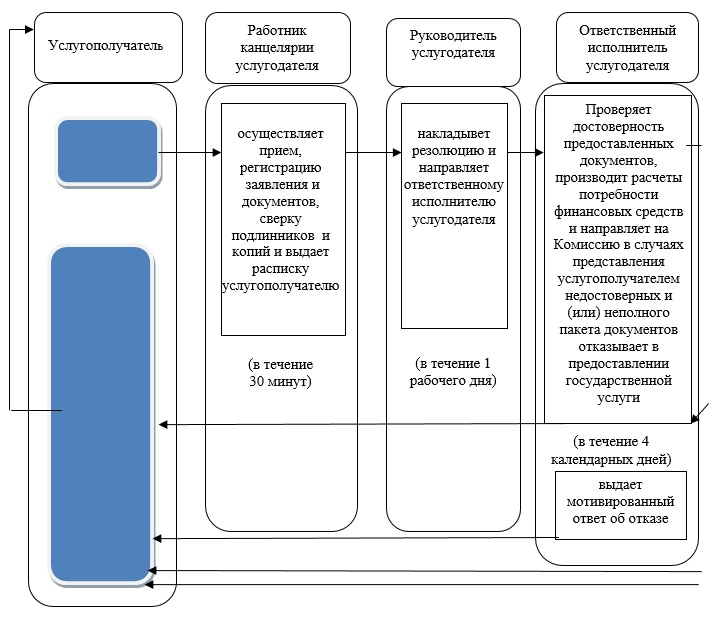 Услугополучатель
Работник
канцелярии
услугодателя
Руководитель
услугодателя
Ответственный
исполнитель
услугодателя
осуществляет
прием,
регистрацию
заявления и
документов,
сверку
подлинников и
копий и выдает
расписку
услугополучателю
(в течение
30 минут)
накладывет
резолюцию и
направляет
ответственному
исполнителю
услугодателя
(в течение 1
рабочего дня)
Проверяет
достоверность
предоставленных
документов,
производит расчеты
потребности
финансовых средств
и направляет на
Комиссию в случаях
представления
услугополучателем
недостоверных и
(или) неполного
пакета документов
отказывает в
предоставлении
государственной
услуги
(в течение 4
календарных дней)
выдает
мотивированный
ответ об отказе